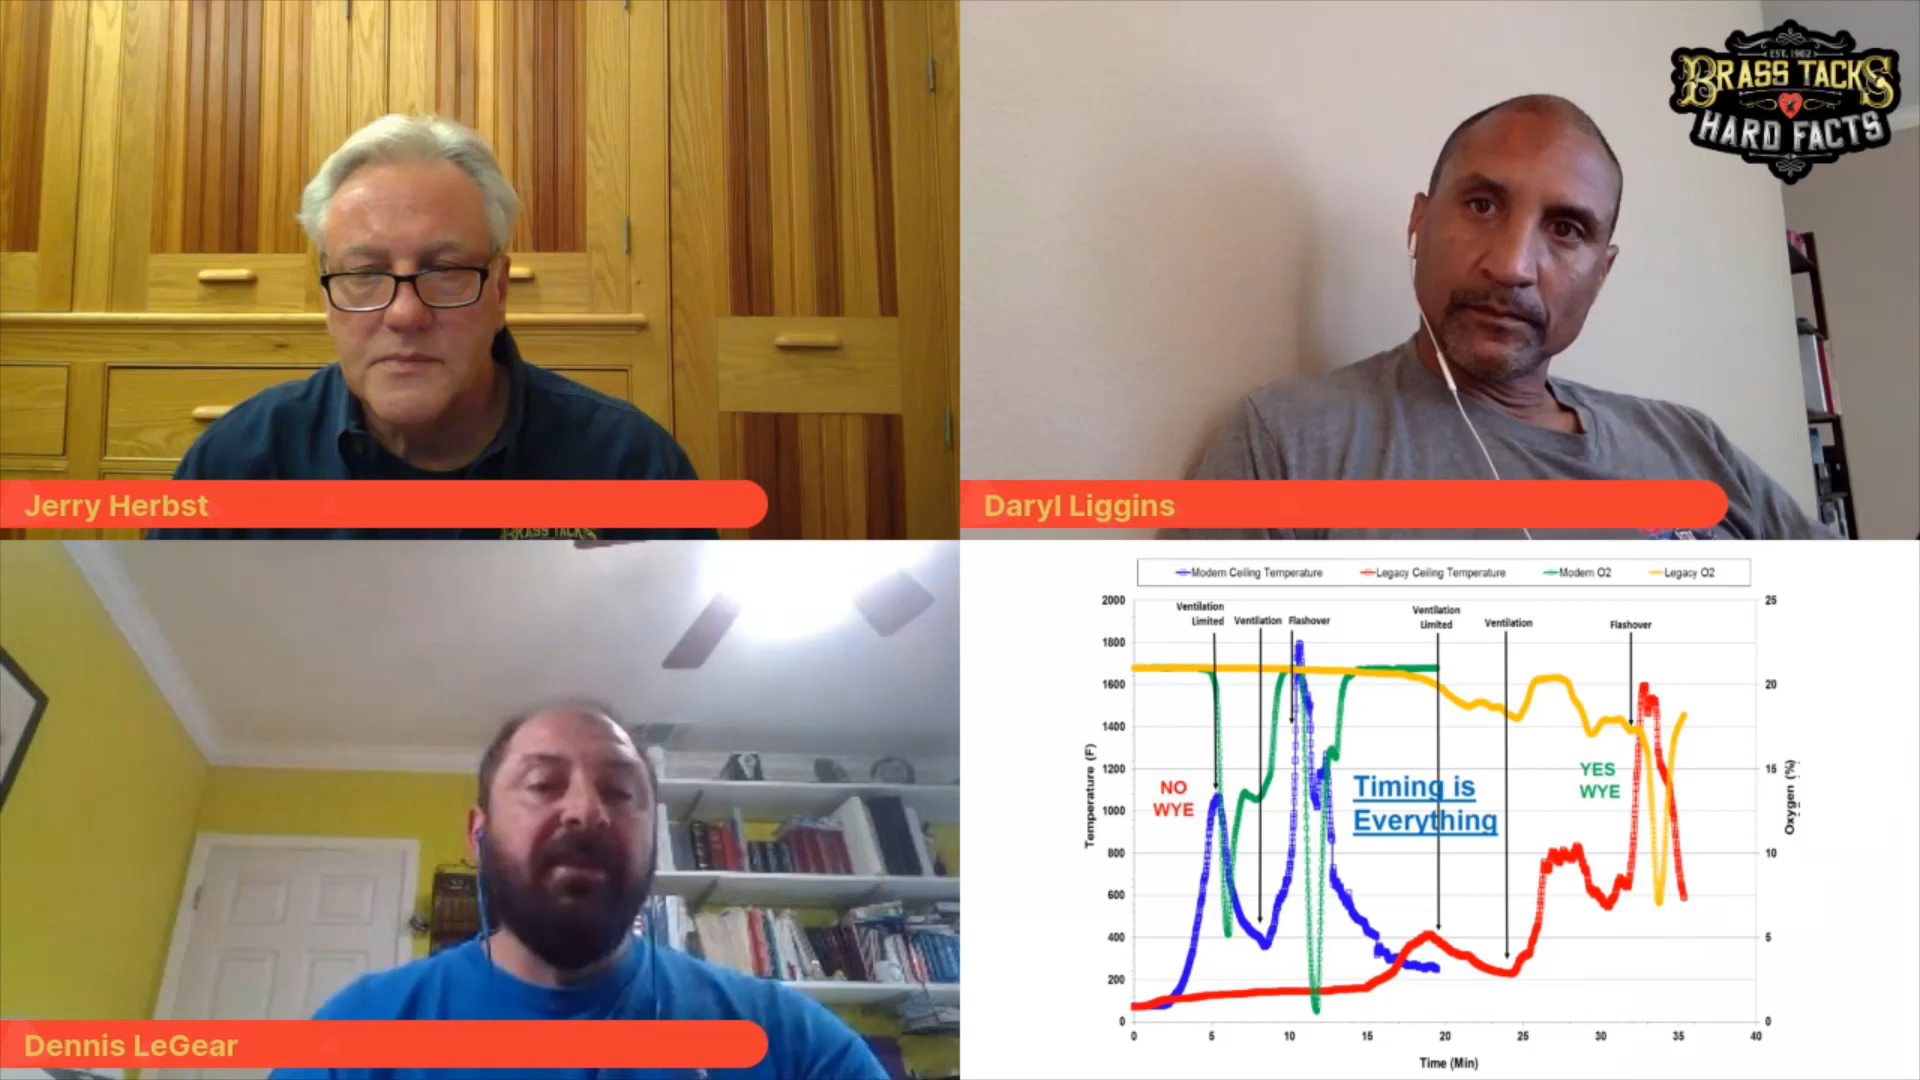 EST. 1902
BRASS TACKS
HARD FACTS
Jerry Herbst
BRASS TACKS
Daryl Liggins
Dennis LeGear
Modern Ceiling Temperature
Legacy Ceiling Temperature
Modern O2
Legacy O2
Ventilation
Limited
Ventilation
Flashover
Ventilation
Limited
Ventilation
Flashover
2000
1800
1600
1400
1200
1000
800
600
400
200
0
25
20
15
10
5
0
Temperature (F)
Oxygen (%)
NO
WYE
Timing is
Everything
YES
WYE
0
5
10
15
20
25
30
35
40
Time (Min)